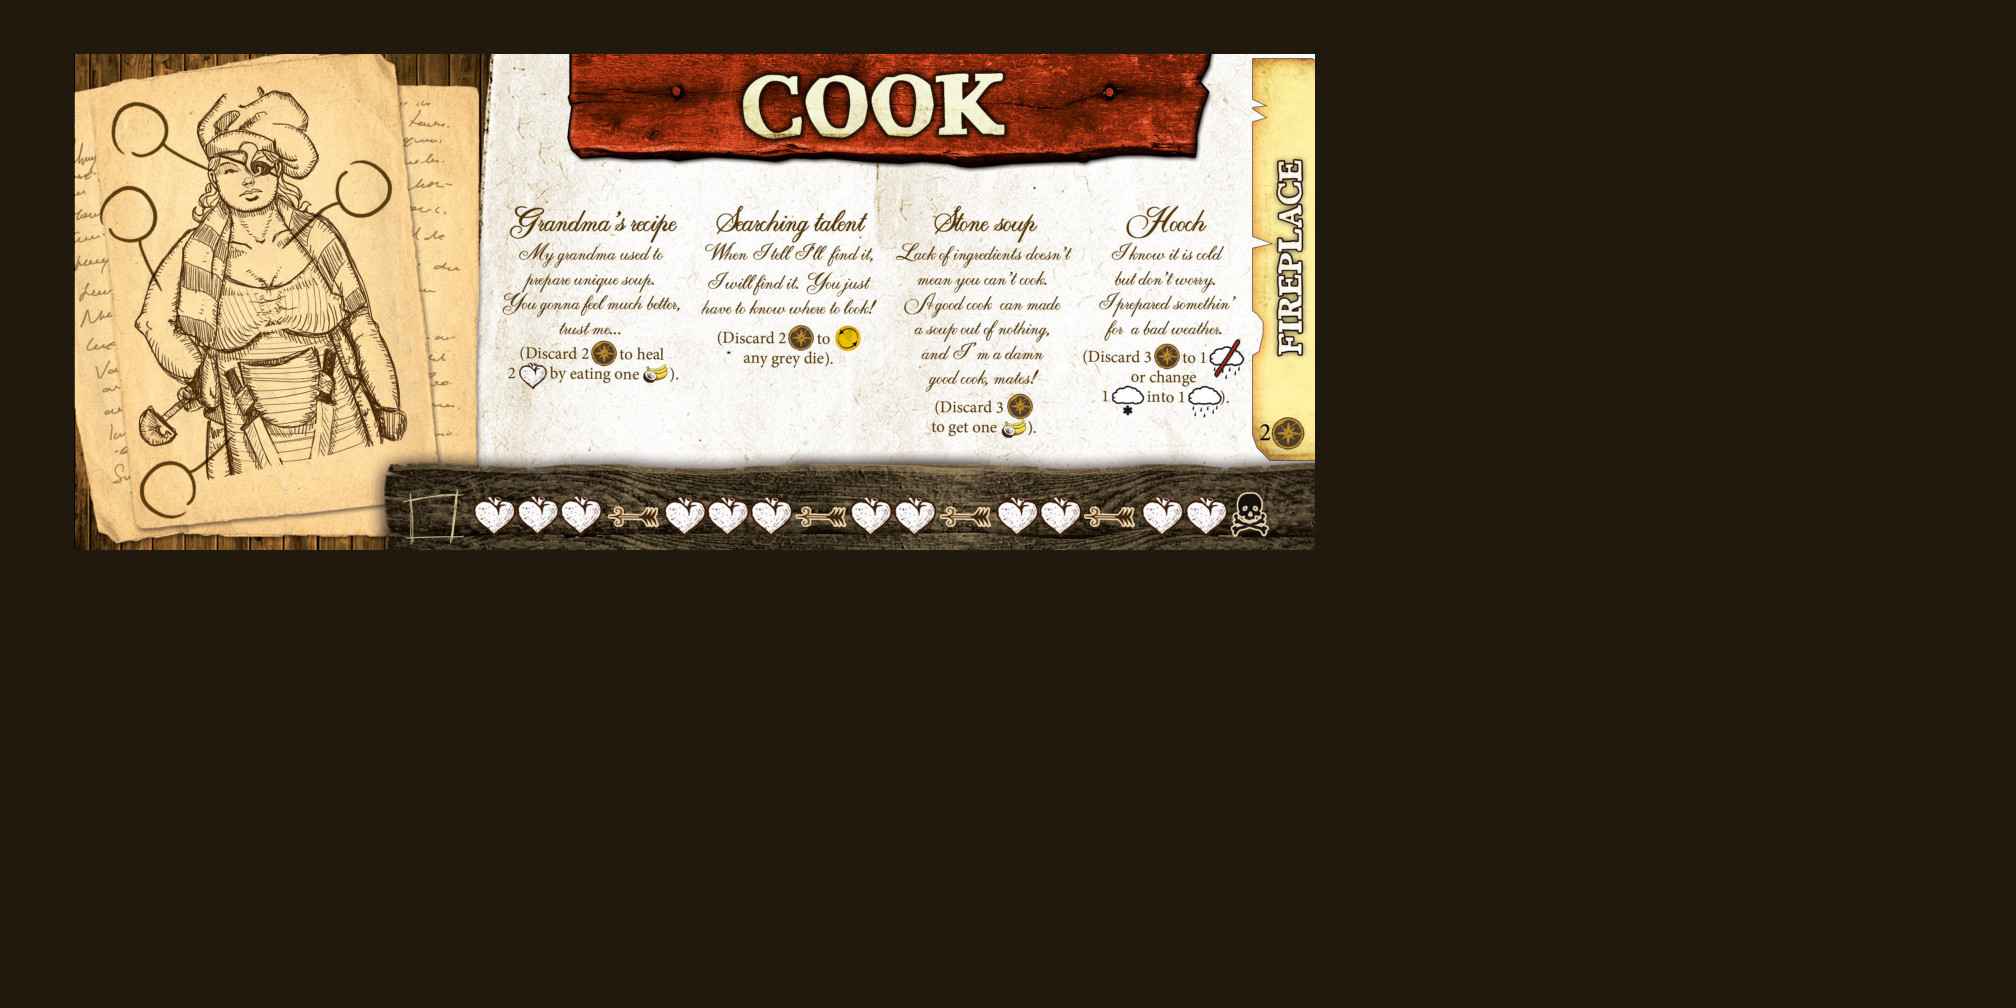 COOK
Grandma's recipe
My grandma used to
prepare unique soup.
You gonna feel much better,
trust me...
(Discard 2 to heal
2 by eating one ).
Searching talent
When I tell I'll find it,
I will find it. You just
have to know where to look!
(Discard 2 to
any grey die).
Stone soup
Lack of ingredients doesn't
mean you can't cook.
A good cook can made
a soup out of nothing,
and I'm a damn
good cook, mates!
(Discard 3
to get one ).
Hooch
I know it is cold
but don't worry.
I prepared somethin'
for a bad weather.
(Discard 3 to 1
or change
1 into 1 ).
FIREPLACE
2